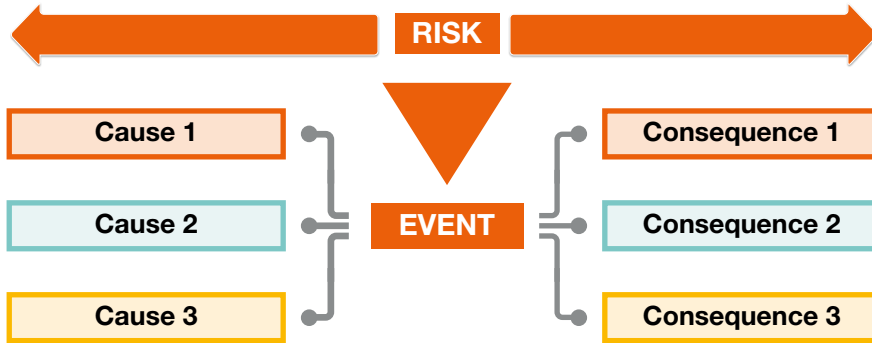 RISK
Cause 1
Consequence 1
Cause 2
EVENT
Consequence 2
Cause 3
Consequence 3